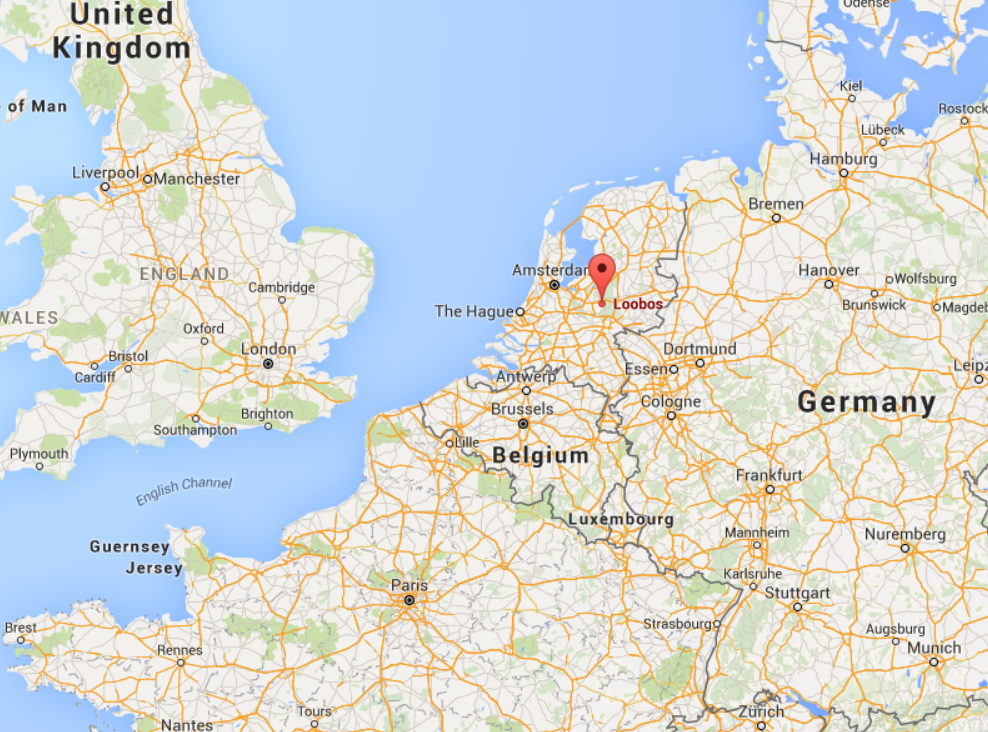 United
Kingdom
Odense
of Man
Kiel
Rostock
Lübeck
Hamburg
Liverpool
Manchester
Bremen
ENGLAND
Amsterdam
Hanover
Wolfsburg
Cambridge
Loobos
Brunswick
Magdeb
The Hague
WALES
Oxford
London
Bristol
Cardiff
Dortmund
Essen
Leipz
Antwerp
Cologne
Germany
Brussels
Brighton
Southampton
Lille
Belgium
Plymouth
Frankfurt
English Channel
Luxembourg
Mannheim
Nuremberg
Guernsey
Jersey
Karlsruhe
Paris
Stuttgart
Strasbourg
Brest
Augsburg
Rennes
Munich
Tours
Zürich
Nantes